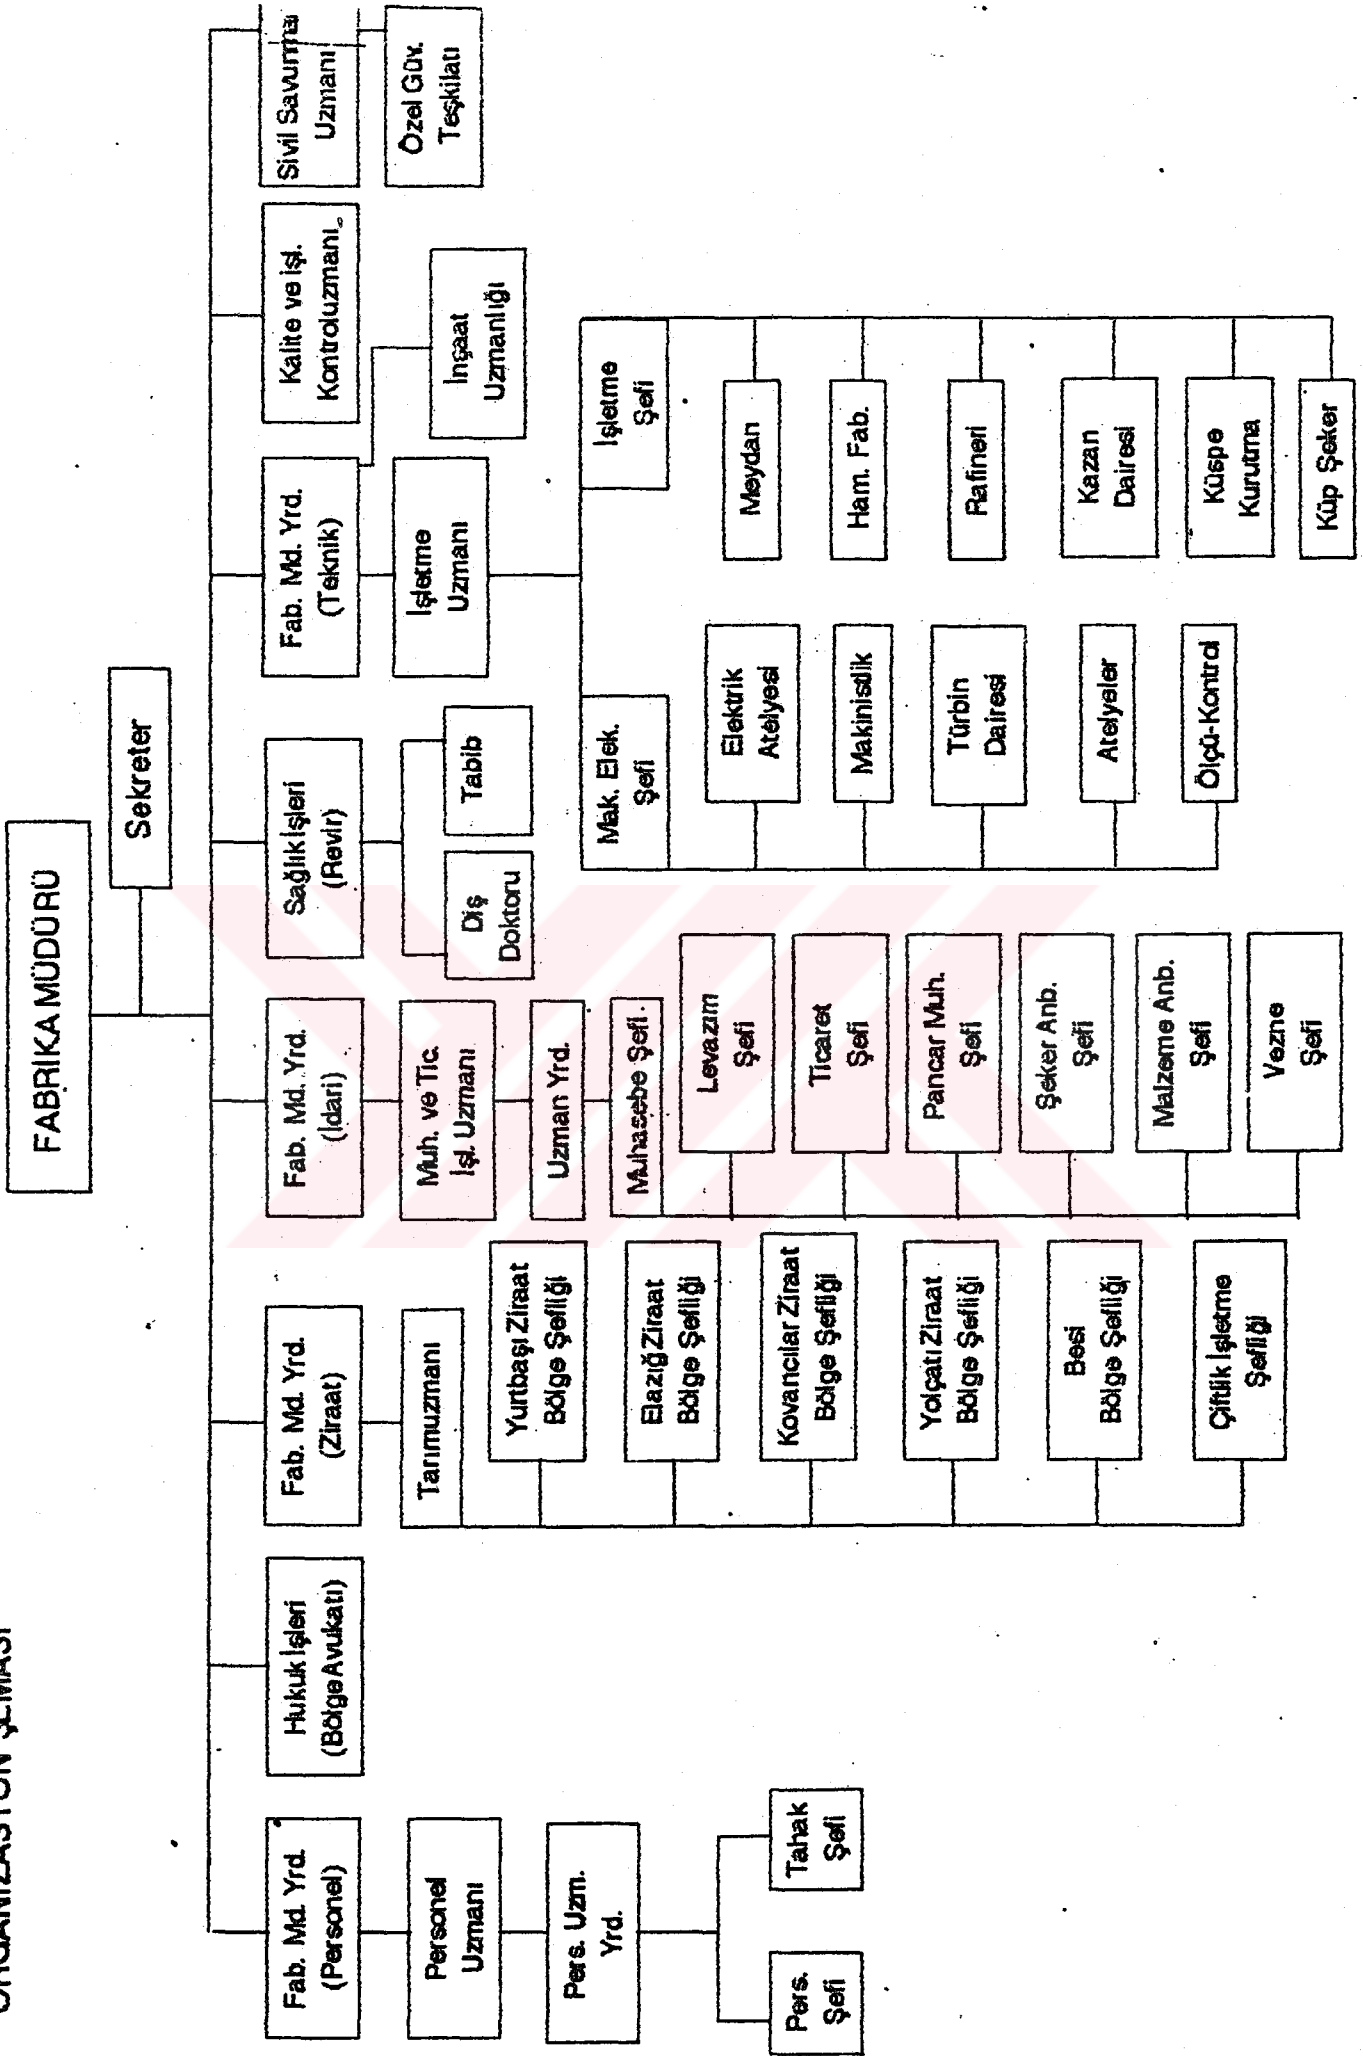 ORGANİZASYON ŞEMASI
FABRİKA MÜDÜRÜ
Sekreter
Fab. Md. Yrd.
(Personel)
Personel
Uzmanı
Pers. Uzm.
Yrd.
Pers.
Şefi
Tahak
Şefi
Hukuk İşleri
(Bölge Avukatı)
Fab. Md. Yrd.
(Ziraat)
Tarımuzmanı
Yurtbaşı Ziraat
Bölge Şefliği
Elazığ Ziraat
Bölge Şefliği
Kovancılar Ziraat
Bölge Şefliği
Yolçatı Ziraat
Bölge Şefliği
Besi
Bölge Şefliği
Çiftlik İşletme
Şefliği
Fab. Md. Yrd.
(İdari)
Muh. ve Tic.
İşl. Uzmanı
Uzman Yrd.
Muhasebe Şefi
Levazım
Şefi
Ticaret
Şefi
Pancar Muh.
Şefi
Şeker Anb.
Şefi
Malzeme Anb.
Şefi
Vezne
Şefi
Sağlık İşleri
(Revir)
Diş
Doktoru
Tabib
Fab. Md. Yrd.
(Teknik)
İşletme
Uzmanı
İnşaat
Uzmanlığı
Mak. Elek.
Şefi
Elektrik
Atelyesi
Makinistlik
Türbin
Dairesi
Atelyeler
Ölçü-Kontrol
İşletme
Şefi
Meydan
Ham. Fab.
Rafineri
Kazan
Dairesi
Küspe
Kurutma
Küp Şeker
Kalite ve işl.
Kontroluzmanı
Sivil Savunma
Uzmanı
Özel Güv.
Teşkilatı